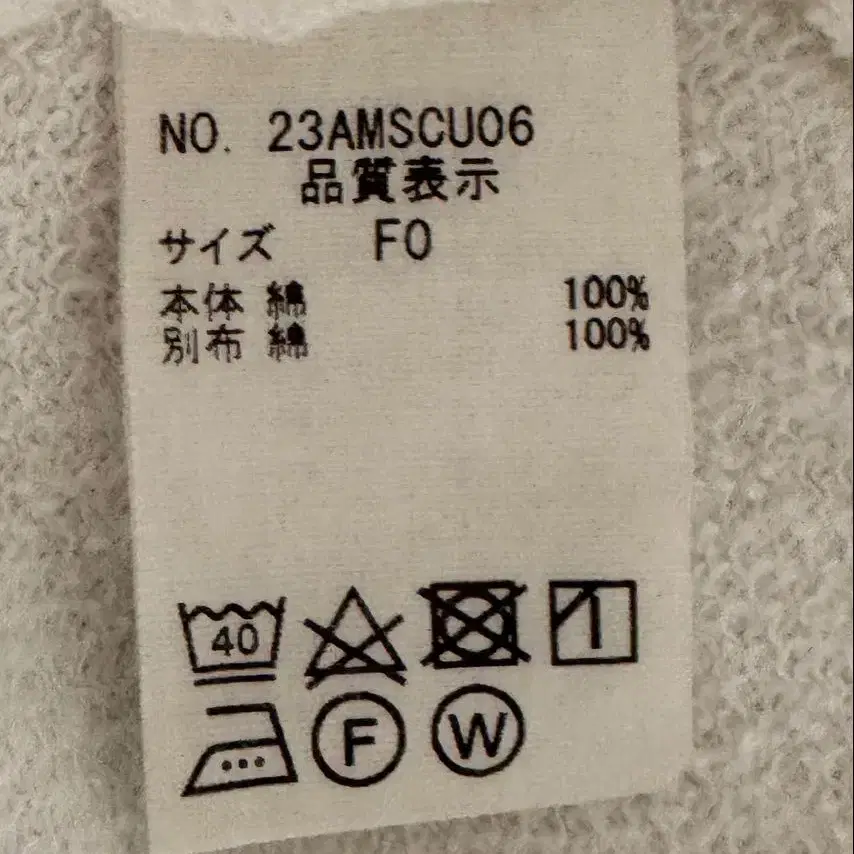 NO. 23AMSCU06
品質表示
サイズ FO
本体 綿 100%
別布 綿 100%
40
F W